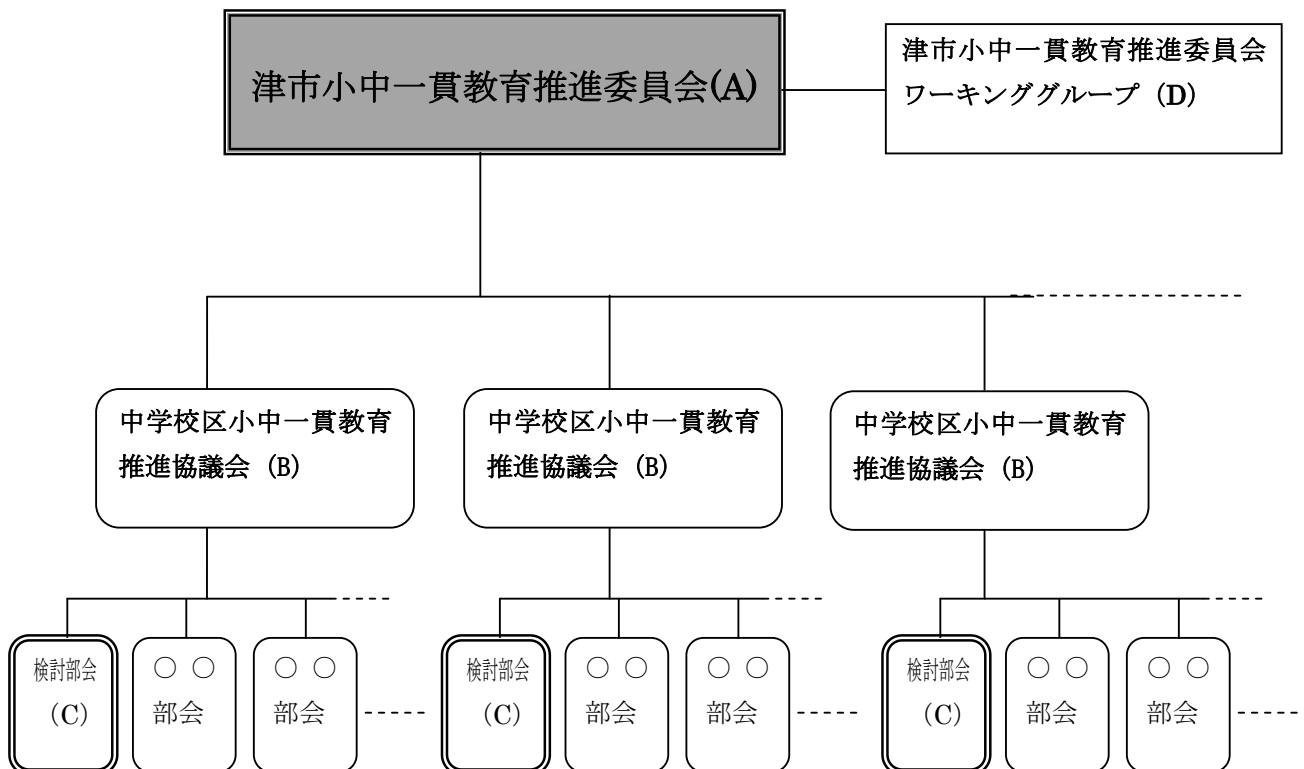 津市小中一貫教育推進委員会(A)
津市小中一貫教育推進委員会
ワーキンググループ (D)
中学校区小中一貫教育
推進協議会 (B)
中学校区小中一貫教育
推進協議会 (B)
中学校区小中一貫教育
推進協議会 (B)
検討部会
(C)
○ ○
部会
○ ○
部会
検討部会
(C)
○ ○
部会
○ ○
部会
検討部会
(C)
○ ○
部会
○ ○
部会